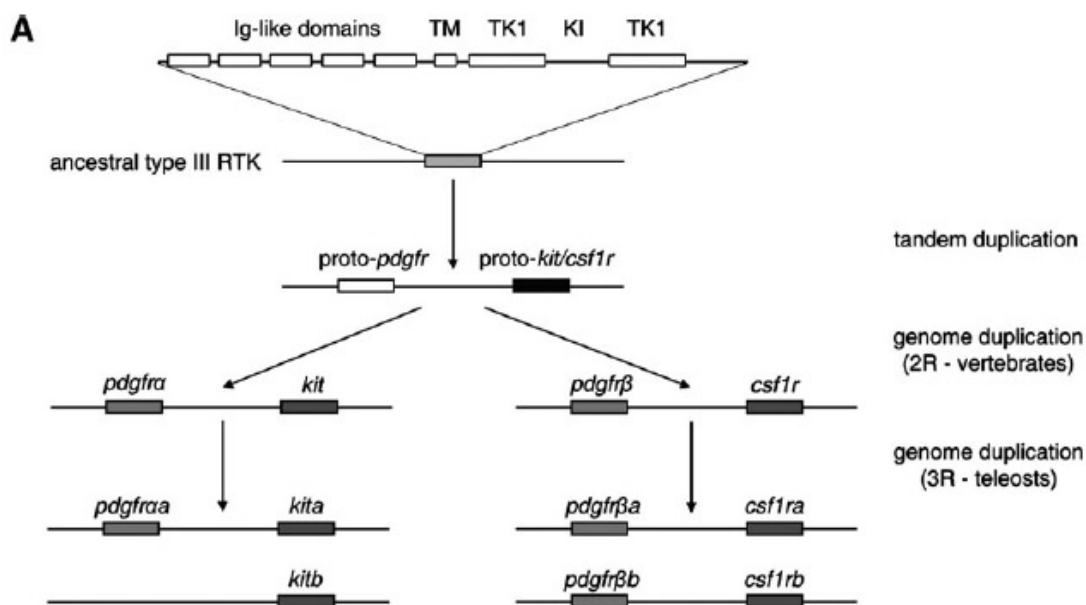 A
Ig-like domains TM TK1 KI TK1
ancestral type III RTK
tandem duplication
proto-pdgfr proto-kit/csf1r
genome duplication
(2R - vertebrates)
pdgfrα kit pdgfrβ csf1r
genome duplication
(3R - teleosts)
pdgfrαa kita pdgfrβa csf1ra
kitb pdgfrβb csf1rb